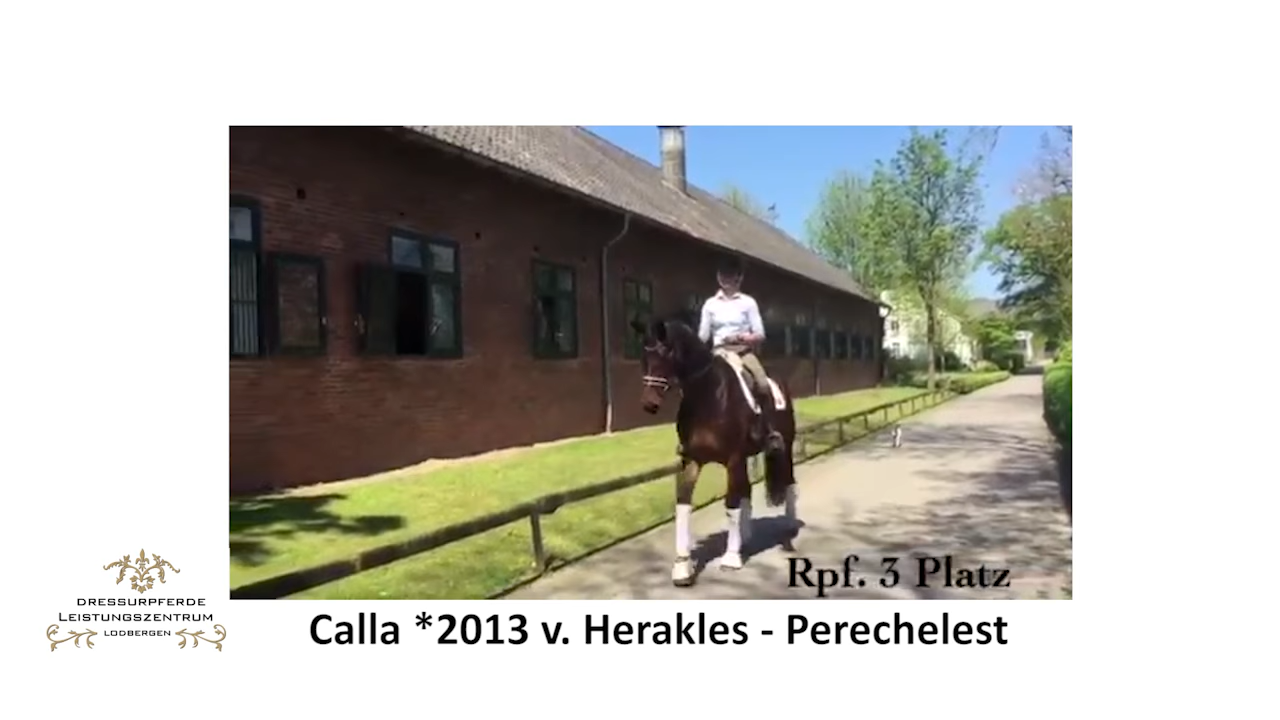 Rpf. 3 Platz
DRESSURPFERDE
LEISTUNGSZENTRUM
LODBERGEN
Calla *2013 v. Herakles - Perechelest